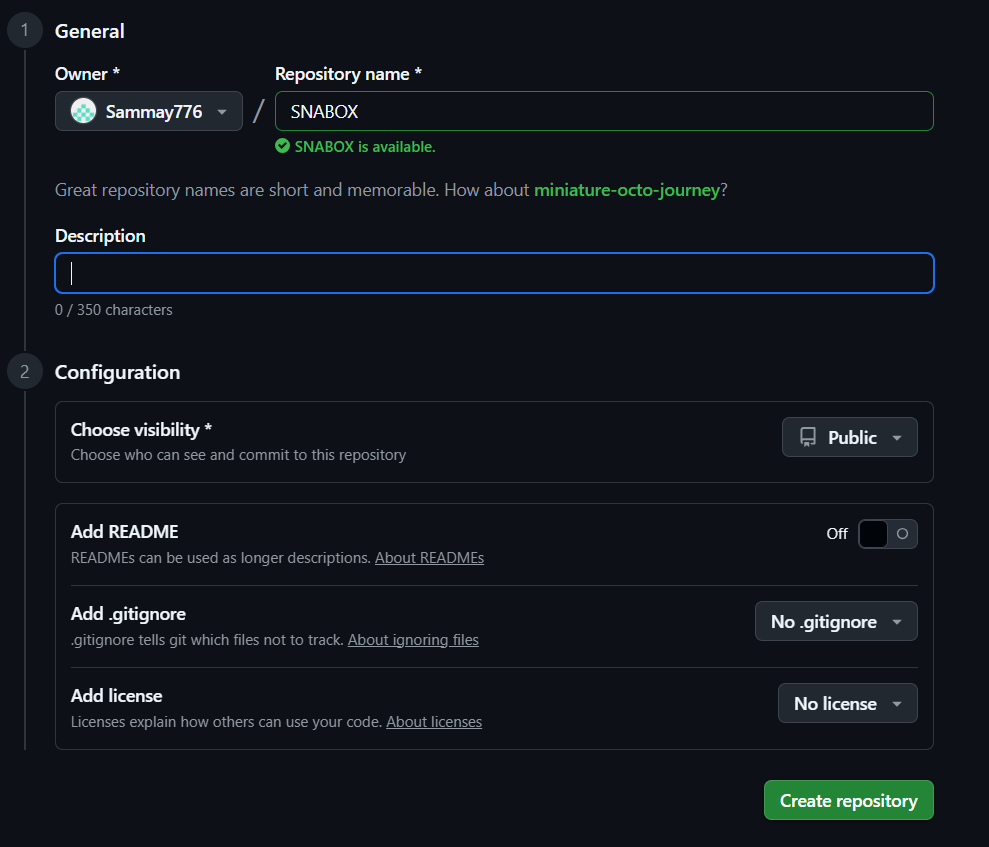 1 General
Owner * Repository name *
Sammay776 / SNABOX
SNABOX is available.
Great repository names are short and memorable. How about miniature-octo-journey?
Description
0 / 350 characters
2 Configuration
Choose visibility *
Choose who can see and commit to this repository
Public
Add README
READMEs can be used as longer descriptions. About READMEs
Off
Add .gitignore
.gitignore tells git which files not to track. About ignoring files
No .gitignore
Add license
Licenses explain how others can use your code. About licenses
No license
Create repository